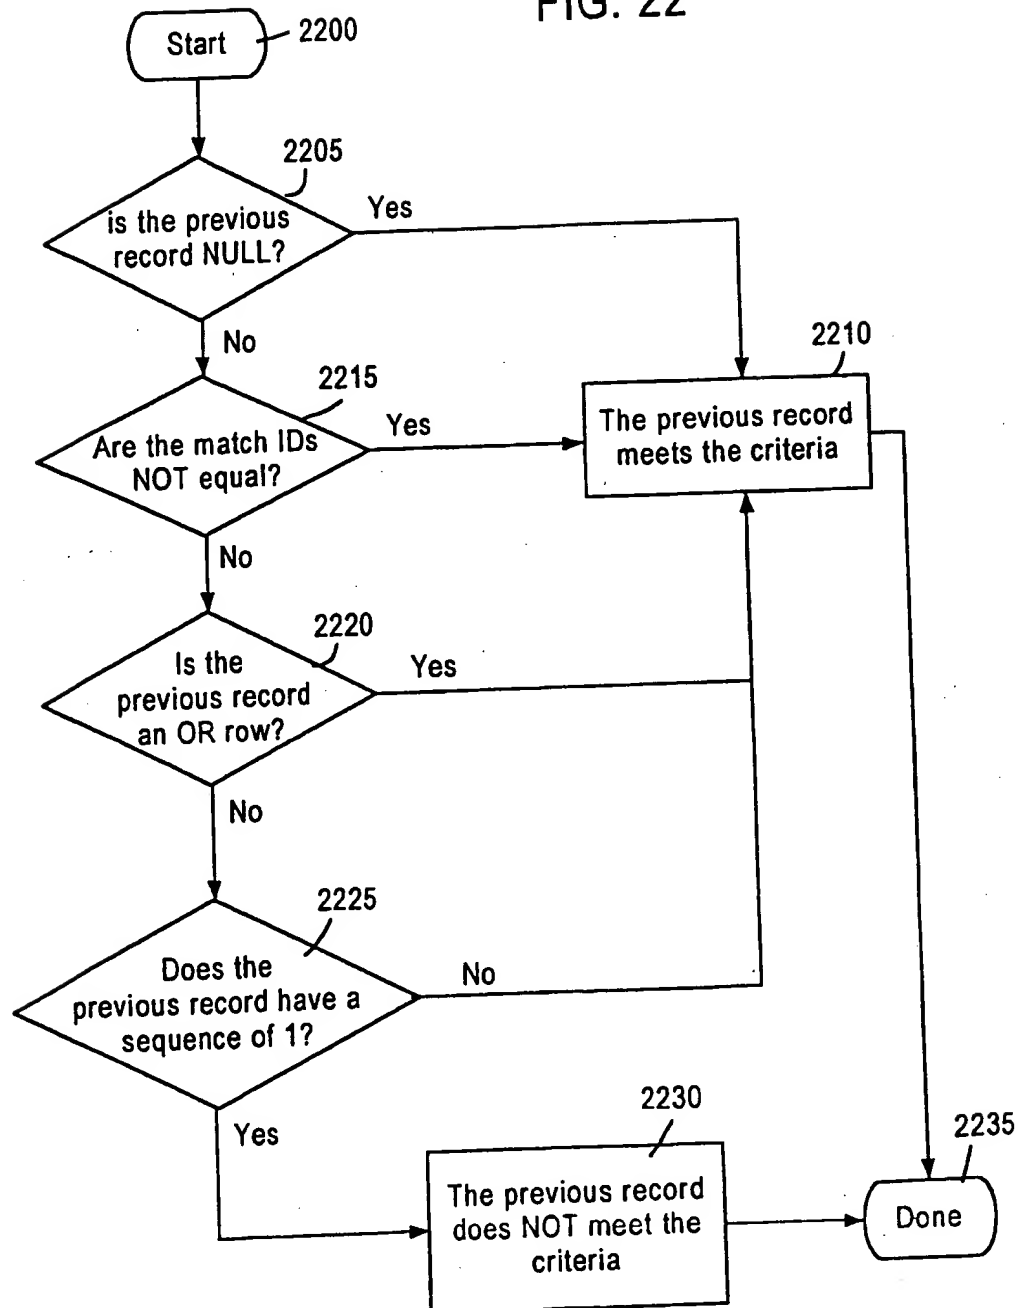 FIG. 22
Start
2200
2205
is the previous
record NULL?
Yes
No
2210
2215
The previous record
meets the criteria
Are the match IDs
NOT equal?
Yes
No
2220
Is the
previous record
an OR row?
Yes
No
2225
Does the
previous record have a
sequence of 1?
No
Yes
2230
2235
The previous record
does NOT meet the
criteria
Done